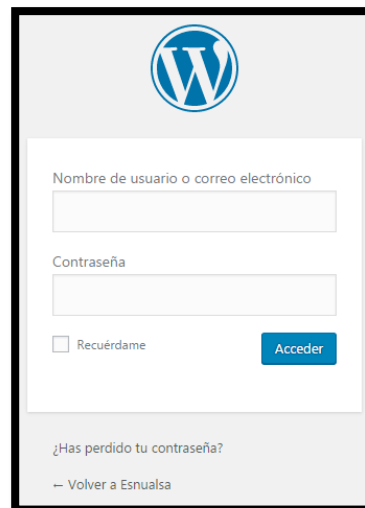 Nombre de usuario o correo electrónico
Contraseña
Recuérdame
Acceder
¿Has perdido tu contraseña?
← Volver a Esnualsa